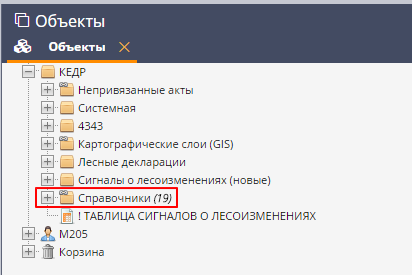 Объекты
Объекты
КЕДР
Непривязанные акты
Системная
4343
Картографические слои (GIS)
Лесные декларации
Сигналы о лесоизменениях (новые)
Справочники (19)
! ТАБЛИЦА СИГНАЛОВ О ЛЕСОИЗМЕНЕНИЯХ
М205
Корзина